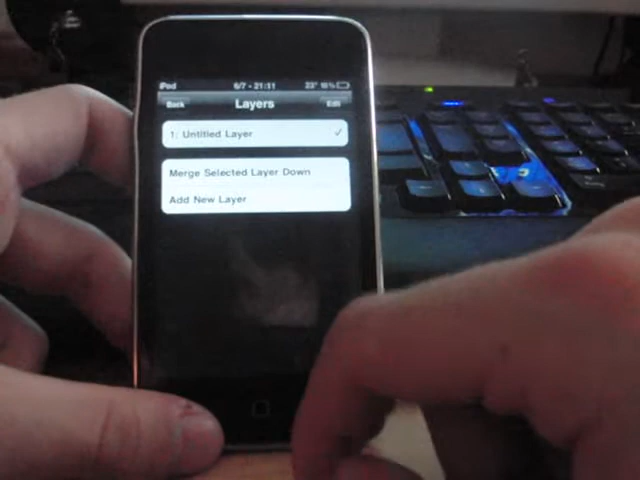 iPod 6/7 - 21:11 23°
Back Layers Edit
1: Untitled Layer ✓
Merge Selected Layer Down
Add New Layer